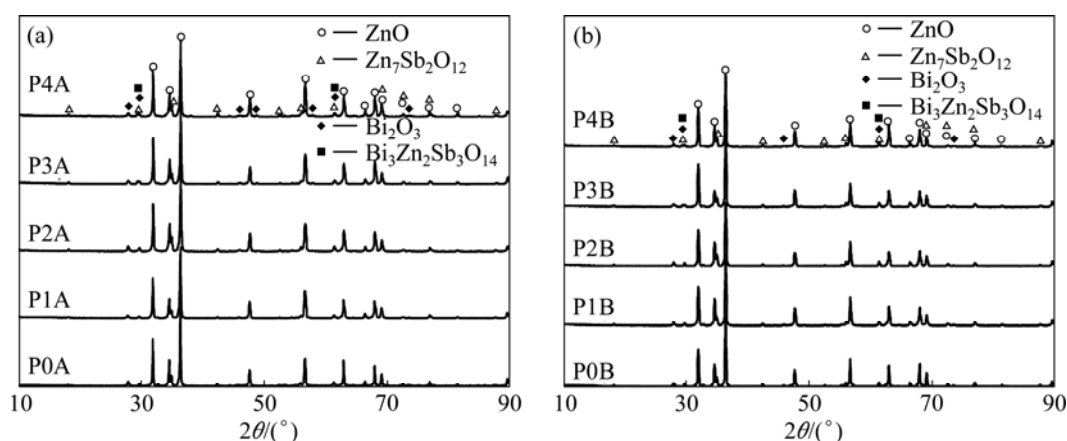 (a)
ZnO
Zn7Sb2O12
P4A
Bi2O3
Bi3Zn2Sb3O14
P3A
P2A
P1A
P0A
10 30 50 70 90
2θ/(°)
(b)
ZnO
Zn7Sb2O12
Bi2O3
Bi3Zn2Sb3O14
P4B
P3B
P2B
P1B
P0B
10 30 50 70 90
2θ/(°)